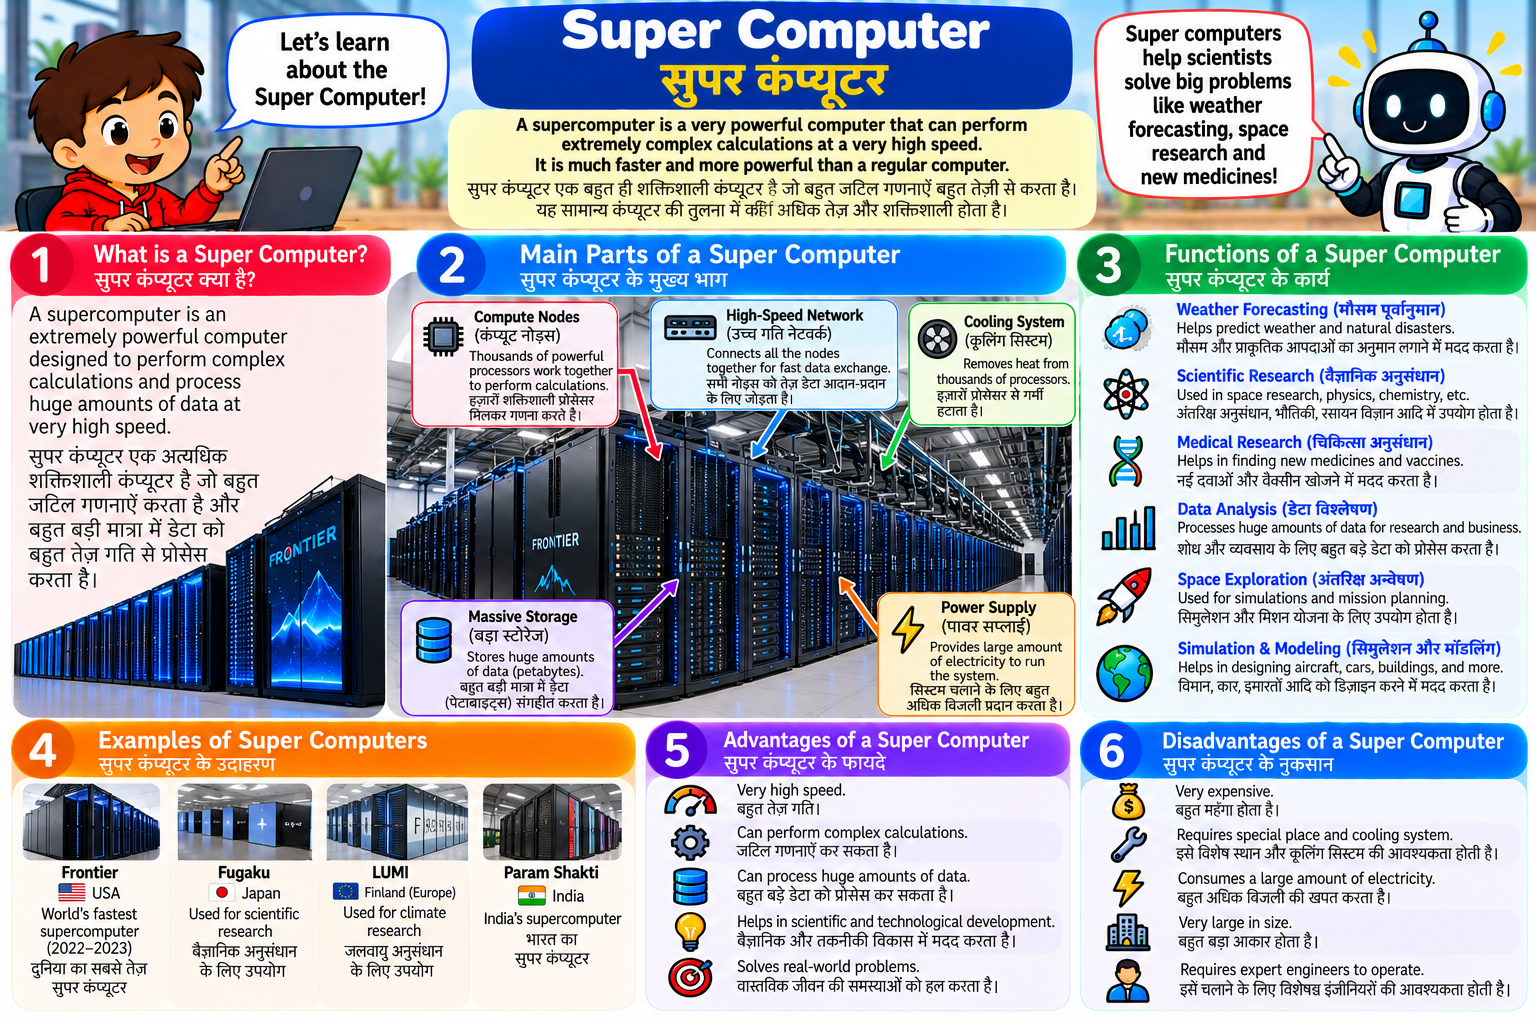 Let's learn
about the
Super Computer!
Super Computer
सुपर कंप्यूटर
A supercomputer is a very powerful computer that can perform
extremely complex calculations at a very high speed.
It is much faster and more powerful than a regular computer.
सुपर कंप्यूटर एक बहुत ही शक्तिशाली कंप्यूटर है जो बहुत जटिल गणनाऐं बहुत तेज़ी से करता है।
यह सामान्य कंप्यूटर की तुलना में अधिक तेज़ और शक्तिशाली होता है।
Super computers
help scientists
solve big problems
like weather
forecasting, space
research and
new medicines!
1 What is a Super Computer?
सुपर कंप्यूटर क्या है?
A supercomputer is an
extremely powerful computer
designed to perform complex
calculations and process
huge amounts of data at
very high speed.
सुपर कंप्यूटर एक अत्यधिक
शक्तिशाली कंप्यूटर है जो बहुत
जटिल गणनाऐं करता है और
बहुत बड़ी मात्रा में डेटा को
बहुत तेज़ गति से प्रोसेस
करता है।
FRONTIER
2 Main Parts of a Super Computer
सुपर कंप्यूटर के मुख्य भाग
Compute Nodes
(कंप्यूट नोड्स)
Thousands of powerful
processors work together
to perform calculations.
हज़ारों शक्तिशाली प्रोसेसर
मिलकर गणना करते है।
High-Speed Network
(उच्च गति नेटवर्क)
Connects all the nodes
together for fast data exchange.
सभी नोड्स को तेज़ डेटा आदान-प्रदान
के लिए जोड़ता है।
Cooling System
(कूलिंग सिस्टम)
Removes heat from
thousands of processors.
हज़ारों प्रोसेसर से गर्मी
हटाता है।
FRONTIER
Massive Storage
(बड़ा स्टोरेज)
Stores huge amounts
of data (petabytes).
बहुत बड़ी मात्रा में डेटा
(पेटाबाइट्स) संगहीत करता है।
Power Supply
(पावर सप्लाई)
Provides large amount
of electricity to run
the system.
सिस्टम चलाने के लिए बहुत
अधिक विजली प्रदान करता है।
3 Functions of a Super Computer
सुपर कंप्यूटर के कार्य
Weather Forecasting (मौसम पूर्वानुमान)
Helps predict weather and natural disasters.
मौसम और प्राकृतिक आपदाओं का अनुमान लगाने में मदद करता है।
Scientific Research (वैज्ञानिक अनुसंधान)
Used in space research, physics, chemistry, etc.
अंतरिक्ष अनुसंधान, भौतिकी, रसायन विज्ञान आदि में उपयोग होता है।
Medical Research (चिकित्सा अनुसंधान)
Helps in finding new medicines and vaccines.
नई दवाओं और वैक्सीन खोजने में मदद करता है।
Data Analysis (डेटा विश्लेषण)
Processes huge amounts of data for research and business.
शोध और व्यवसाय के लिए बहुत बड़े डेटा को प्रोसेस करता है।
Space Exploration (अंतरिक्ष अन्वेषण)
Used for simulations and mission planning.
सिमुलेशन और मिशन योजना के लिए उपयोग होता है।
Simulation & Modeling (सिमुलेशन और मॉडलिंग)
Helps in designing aircraft, cars, buildings, and more.
विमान, कार, इमारतों आदि को डिज़ाइन करने में मदद करता है।
4 Examples of Super Computers
सुपर कंप्यूटर के उदाहरण
Frontier
USA
World's fastest
supercomputer
(2022–2023)
दुनिया का सबसे तेज़
सुपर कंप्यूटर
Fugaku
Japan
Used for scientific
research
बैज्ञानिक अनुसंधान
के लिए उपयोग
LUMI
Finland (Europe)
Used for climate
research
जलवायु अनुसंधान
के लिए उपयोग
Param Shakti
India
India's supercomputer
भारत का
सुपर कंप्यूटर
5 Advantages of a Super Computer
सुपर कंप्यूटर के फायदे
Very high speed.
बहुत तेज़ गति।
Can perform complex calculations.
जटिल गणनाऐं कर सकता है।
Can process huge amounts of data.
बहुत बड़े डेटा को प्रोसेस कर सकता है।
Helps in scientific and technological development.
बैज्ञानिक और तकनीकी विकास में मदद करता है।
Solves real-world problems.
वास्तविक जीवन की समस्याओं को हल करता है।
6 Disadvantages of a Super Computer
सुपर कंप्यूटर के नुकसान
Very expensive.
बहुत महंगा होता है।
Requires special place and cooling system.
इसे विशेष स्थान और कूलिंग सिस्टम की आवश्यकता होती है।
Consumes a large amount of electricity.
बहुत अधिक विजली की खपत करता है।
Very large in size.
बहुत बड़ा आकार होता है।
Requires expert engineers to operate.
इसें चलाने के लिए इंजीनियरों की आवश्यकता होती है।